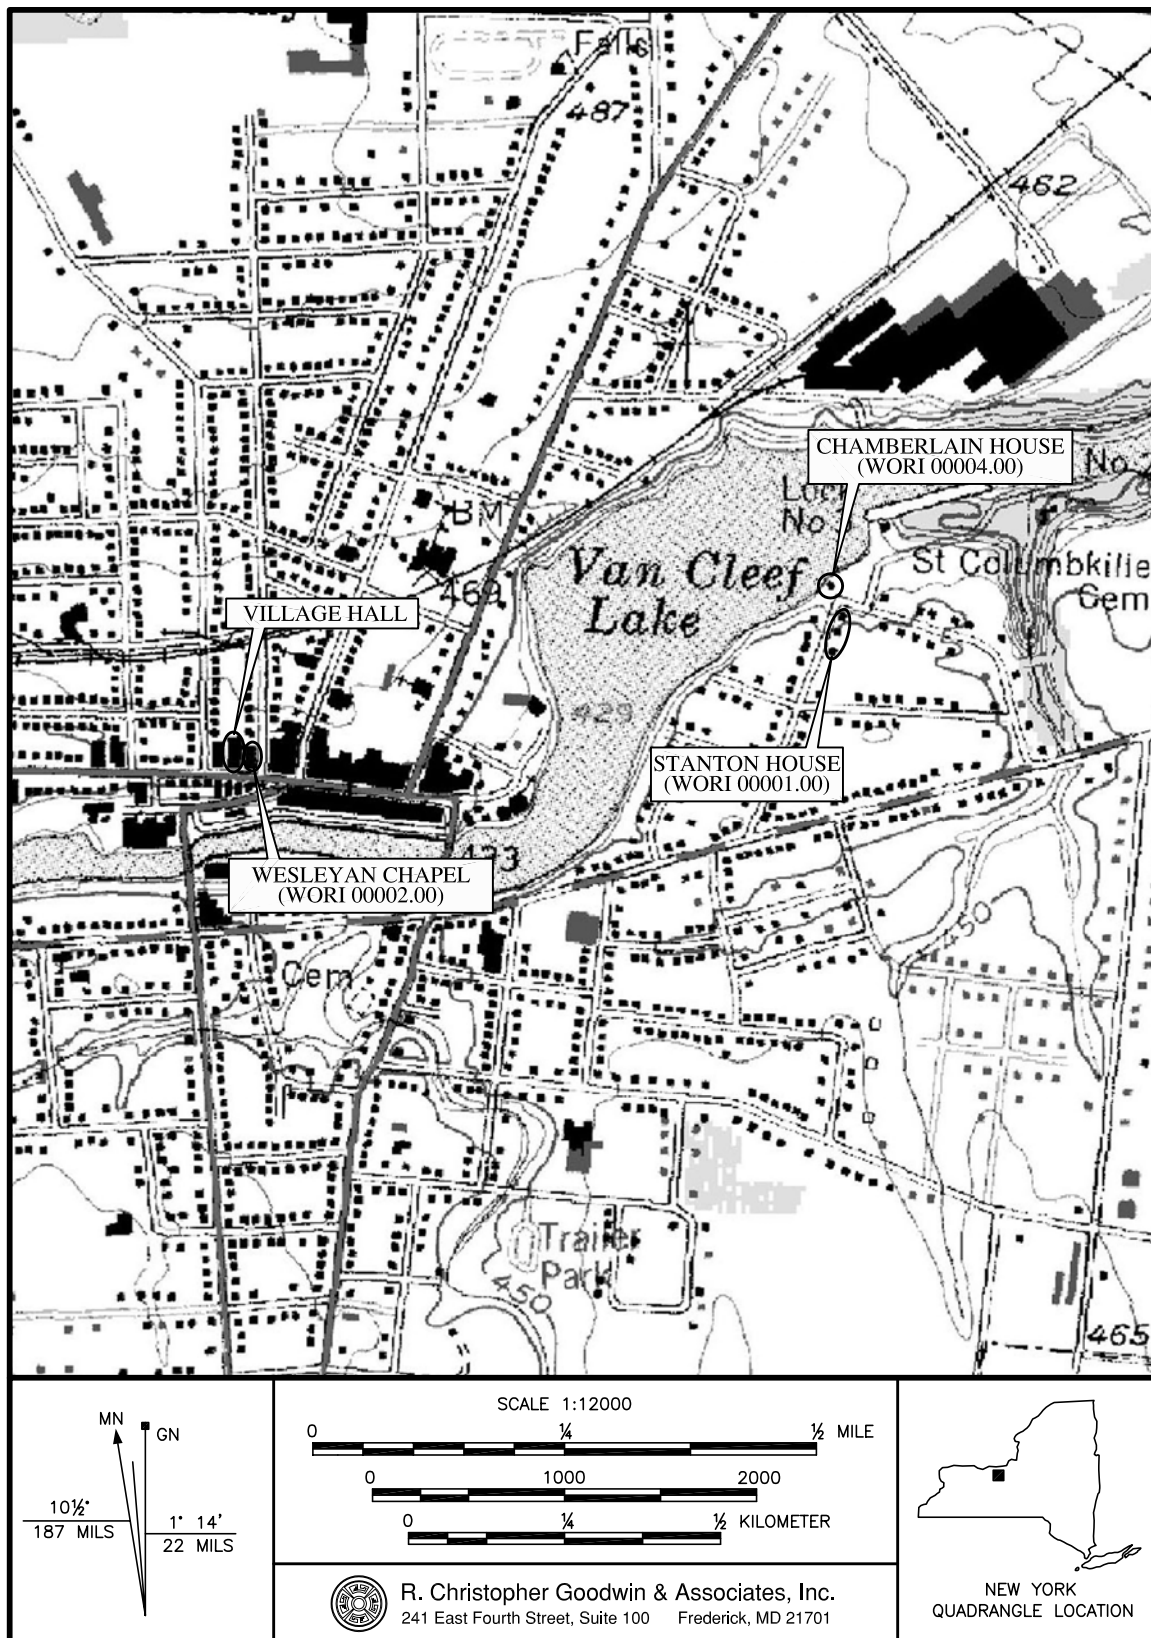 Falls
487
462
CHAMBERLAIN HOUSE
(WORI 00004.00)
No
BM
Lock
No
Van Cleef
Lake
St Columbkille
Cem
469
VILLAGE HALL
429
STANTON HOUSE
(WORI 00001.00)
433
WESLEYAN CHAPEL
(WORI 00002.00)
450
Cem
Trailer
Park
450
465
MN
GN
10½°
187 MILS
1° 14'
22 MILS
SCALE 1:12000
0 ¼ ½ MILE
0 1000 2000
0 ¼ ½ KILOMETER
R. Christopher Goodwin & Associates, Inc.
241 East Fourth Street, Suite 100 Frederick, MD 21701
NEW YORK
QUADRANGLE LOCATION